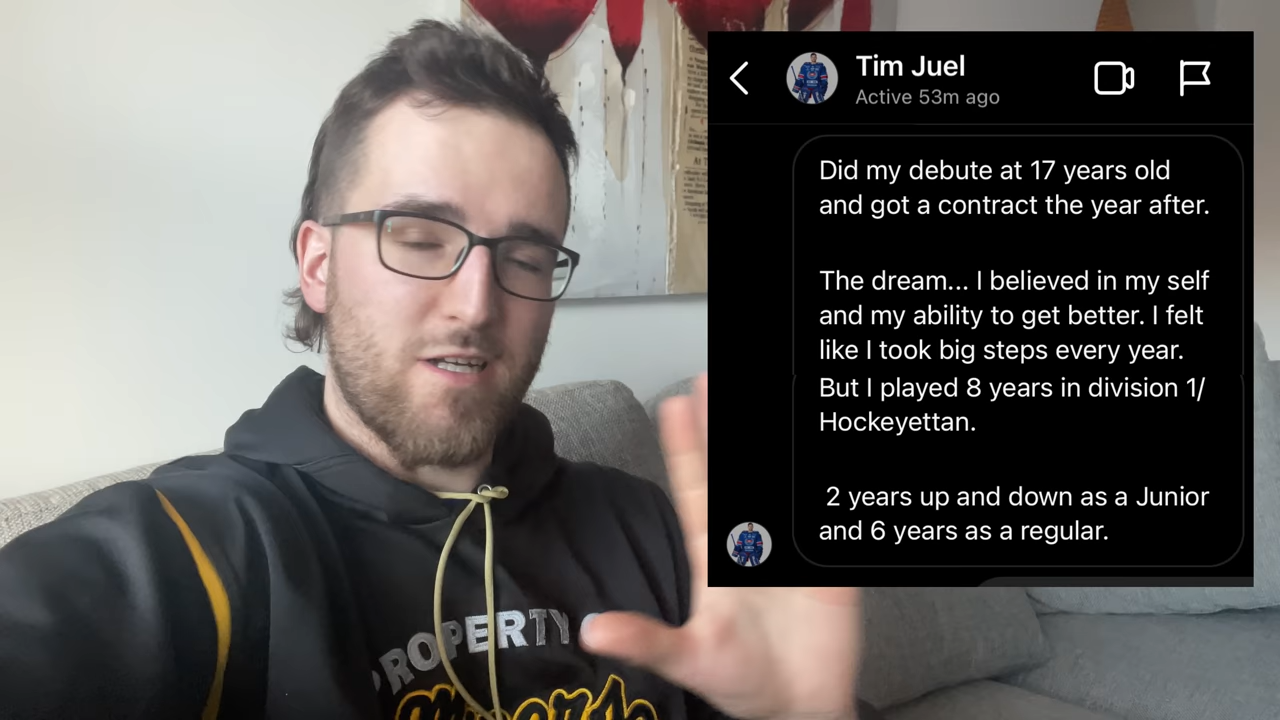 Tim Juel
Active 53m ago
Did my debute at 17 years old
and got a contract the year after.
The dream... I believed in my self
and my ability to get better. I felt
like I took big steps every year.
But I played 8 years in division 1/
Hockeyettan.
2 years up and down as a Junior
and 6 years as a regular.
PROPERTY